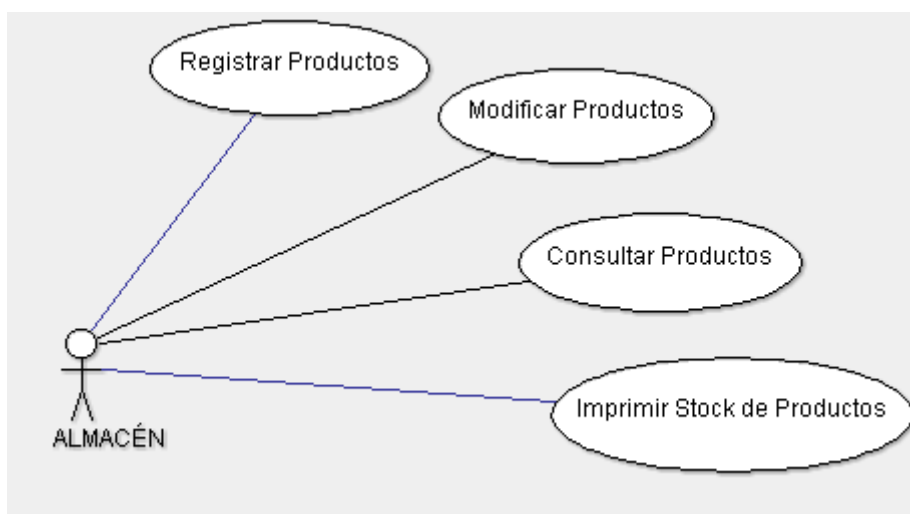 Registrar Productos
Modificar Productos
Consultar Productos
Imprimir Stock de Productos
ALMACÉN